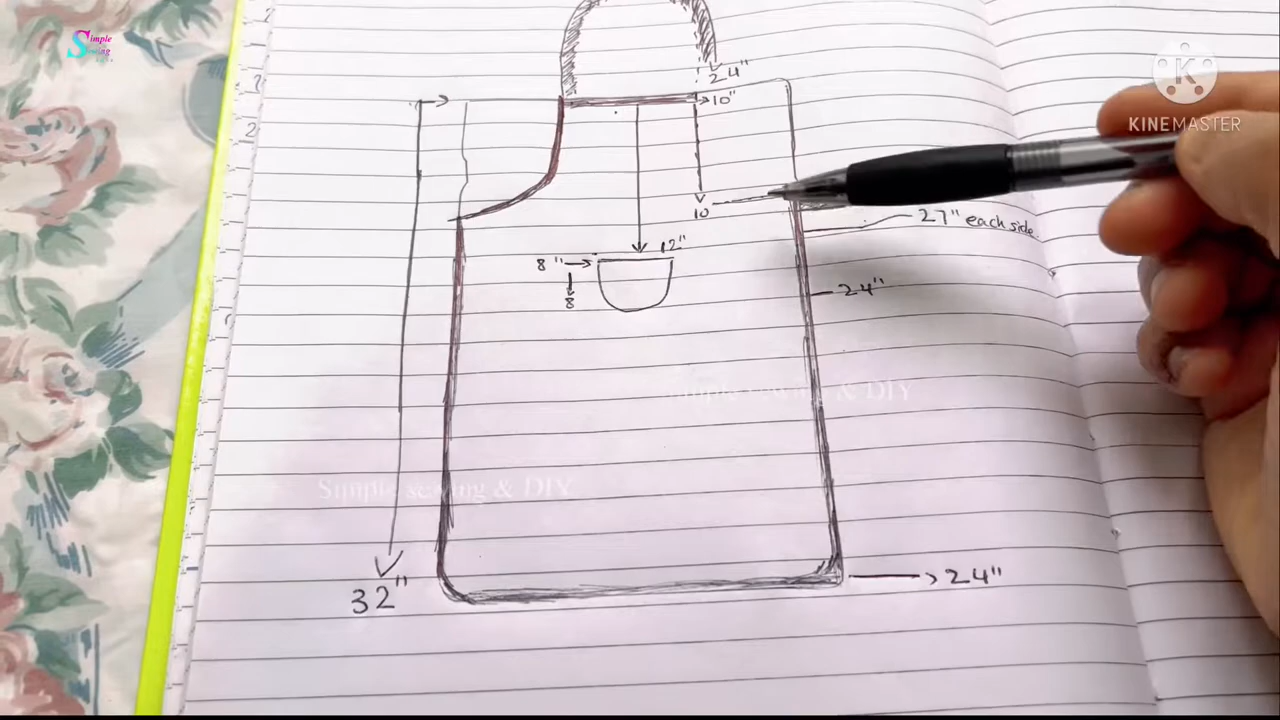 Simple
Sewing
KINEMASTER
24"
10"
10
27" each side
12"
8"
8
24"
Simple sewing & DIY
Simple sewing & DIY
32"
24"